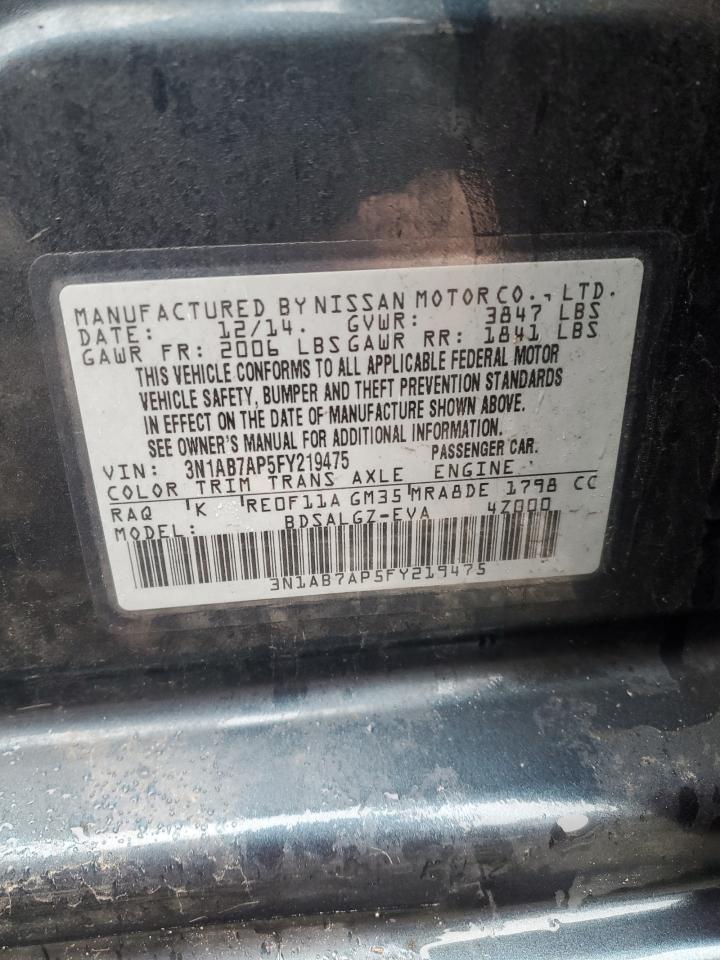 MANUFACTURED BY NISSAN MOTOR CO., LTD.
DATE: 12/14. GVWR: 3847 LBS
GAWR FR: 2006 LBS GAWR RR: 1841 LBS
THIS VEHICLE CONFORMS TO ALL APPLICABLE FEDERAL MOTOR
VEHICLE SAFETY, BUMPER AND THEFT PREVENTION STANDARDS
IN EFFECT ON THE DATE OF MANUFACTURE SHOWN ABOVE.
SEE OWNER'S MANUAL FOR ADDITIONAL INFORMATION.
VIN: 3N1AB7AP5FY219475 PASSENGER CAR.
COLOR TRIM TRANS AXLE ENGINE
RAQ K RE0F11A GM35 MRA8DE 1798 CC
MODEL: BDSALGZ-EVA 47000
3N1AB7AP5FY219475